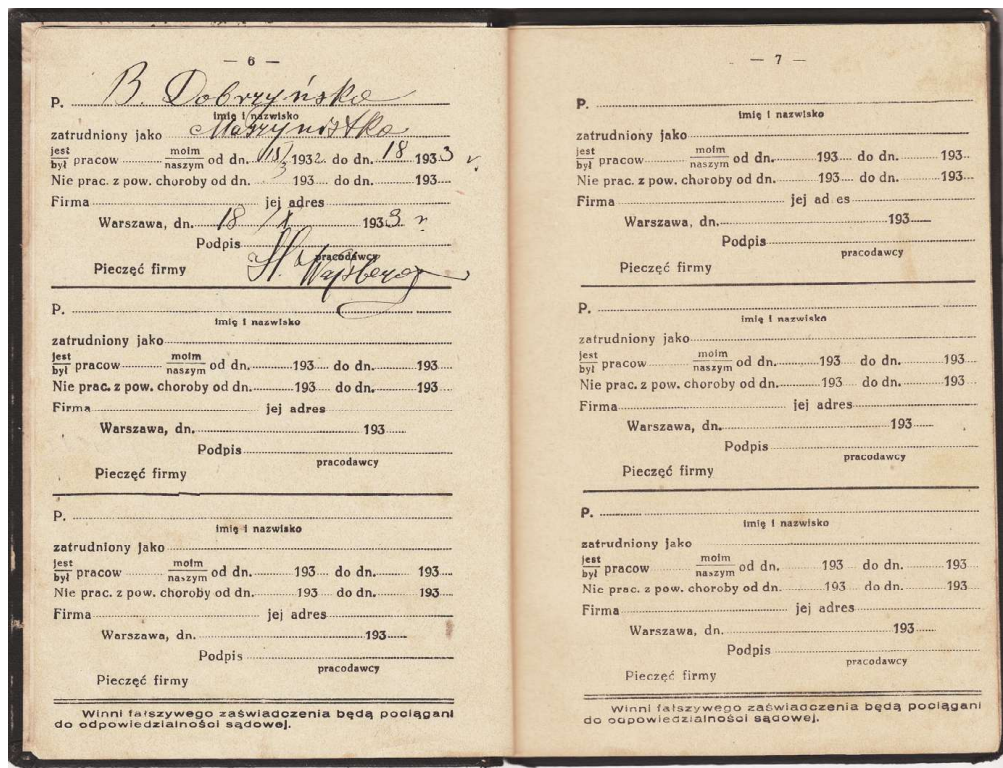 — 6 —
P. B. Dobrzyńska
imię i nazwisko
zatrudniony jako Maszynistka
jest
był pracow moim
naszym od dn. 1932 do dn. 18 1933 r.
Nie prac. z pow. choroby od dn. 193 do dn. 193
Firma jej adres
Warszawa, dn. 18 /X 1933 r
Podpis
pracodawcy
Pieczęć firmy
P.
imię i nazwisko
zatrudniony jako
jest
był pracow moim
naszym od dn. 193 do dn. 193
Nie prac. z pow. choroby od dn. 193 do dn. 193
Firma jej adres
Warszawa, dn. 193
Podpis
pracodawcy
Pieczęć firmy
P.
imię i nazwisko
zatrudniony jako
jest
był pracow moim
naszym od dn. 193 do dn. 193
Nie prac. z pow. choroby od dn. 193 do dn. 193
Firma jej adres
Warszawa, dn. 193
Podpis
pracodawcy
Pieczęć firmy
Winni fałszywego zaświadczenia będą pociągani
do odpowiedzialności sądowej.
— 7 —
P.
imię i nazwisko
zatrudniony jako
jest
był pracow moim
naszym od dn. 193 do dn. 193
Nie prac. z pow. choroby od dn. 193 do dn. 193
Firma jej ad es
Warszawa, dn. 193
Podpis
pracodawcy
Pieczęć firmy
P.
imię i nazwisko
zatrudniony jako
jest
był pracow moim
naszym od dn. 193 do dn. 193
Nie prac. z pow. choroby od dn. 193 do dn. 193
Firma jej adres
Warszawa, dn. 193
Podpis
pracodawcy
Pieczęć firmy
P.
imię i nazwisko
zatrudniony jako
jest
był pracow moim
naszym od dn. 193 do dn. 193
Nie prac. z pow. choroby od dn. 193 do dn. 193
Firma jej adres
Warszawa, dn. 193
Podpis
pracodawcy
Pieczęć firmy
Winni fałszywego zaświadczenia będą pociągani
do odpowiedzialności sądowej.